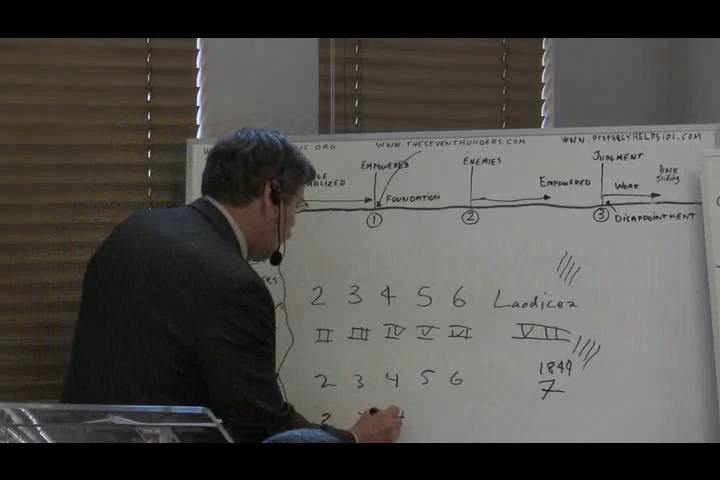 WWW.THESEVENTHUNDERS.COM WWW.PROPHECYHELPS101.COM
EMPOWERED ENEMIES JUDGMENT
EMPOWERED WORK BACK SLIDING
FOUNDATION
1 2 3 DISAPPOINTMENT
2 3 4 5 6 Laodicea
II III IV V VI VII
1844
2 3 4 5 6 7
2